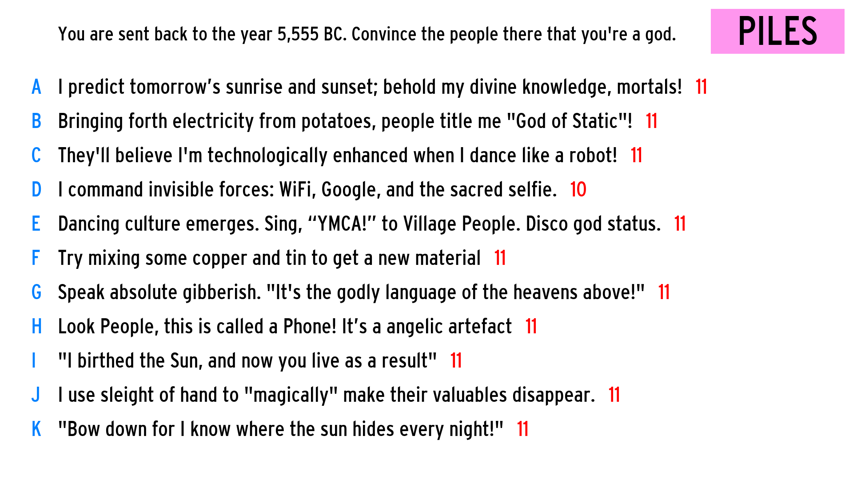 You are sent back to the year 5,555 BC. Convince the people there that you're a god.
PILES
A I predict tomorrow’s sunrise and sunset; behold my divine knowledge, mortals! 11
B Bringing forth electricity from potatoes, people title me "God of Static"! 11
C They'll believe I'm technologically enhanced when I dance like a robot! 11
D I command invisible forces: WiFi, Google, and the sacred selfie. 10
E Dancing culture emerges. Sing, “YMCA!” to Village People. Disco god status. 11
F Try mixing some copper and tin to get a new material 11
G Speak absolute gibberish. "It's the godly language of the heavens above!" 11
H Look People, this is called a Phone! It’s a angelic artefact 11
I "I birthed the Sun, and now you live as a result" 11
J I use sleight of hand to "magically" make their valuables disappear. 11
K "Bow down for I know where the sun hides every night!" 11